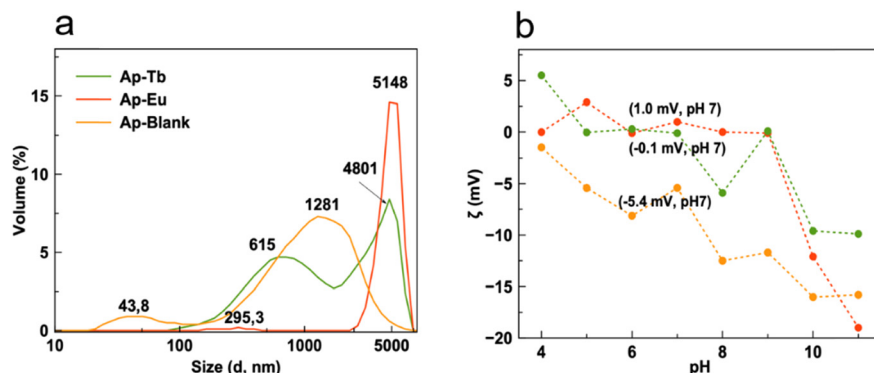 a
Ap-Tb
Ap-Eu
Ap-Blank
5148
4801
1281
615
43,8
295,3
Volume (%)
15
10
5
0
10
100
1000
5000
Size (d, nm)
b
(1.0 mV, pH 7)
(-0.1 mV, pH 7)
(-5.4 mV, pH7)
ζ (mV)
5
0
−5
−10
−15
−20
4
6
8
10
pH